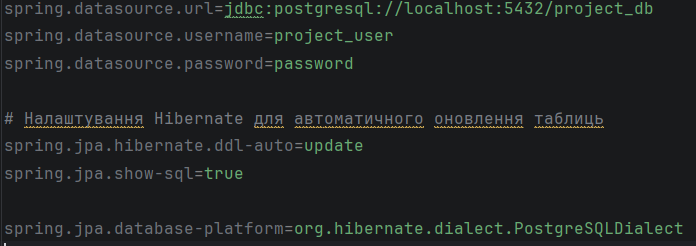 spring.datasource.url=jdbc:postgresql://localhost:5432/project_db
spring.datasource.username=project_user
spring.datasource.password=password
# Налаштування Hibernate для автоматичного оновлення таблиць
spring.jpa.hibernate.ddl-auto=update
spring.jpa.show-sql=true
spring.jpa.database-platform=org.hibernate.dialect.PostgreSQLDialect